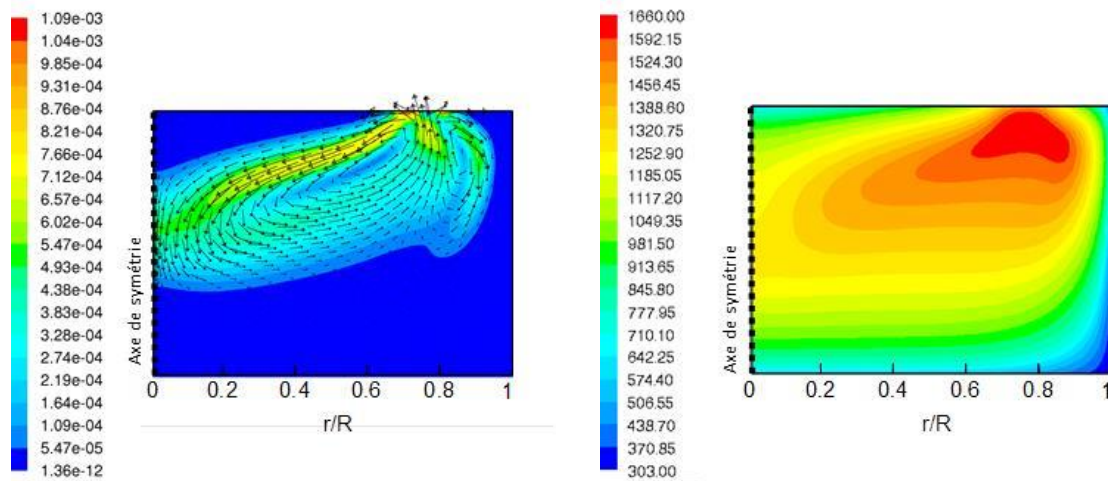 1.09e-03
1.04e-03
9.85e-04
9.31e-04
8.76e-04
8.21e-04
7.66e-04
7.12e-04
6.57e-04
6.02e-04
5.47e-04
4.93e-04
4.38e-04
3.83e-04
3.28e-04
2.74e-04
2.19e-04
1.64e-04
1.09e-04
5.47e-05
1.36e-12
Axe de symétrie
0 0.2 0.4 0.6 0.8 1
r/R
1660.00
1592.15
1524.30
1456.45
1388.60
1320.75
1252.90
1185.05
1117.20
1049.35
981.50
913.65
845.80
777.95
710.10
642.25
574.40
506.55
438.70
370.85
303.00
Axe de symétrie
0 0.2 0.4 0.6 0.8 1
r/R